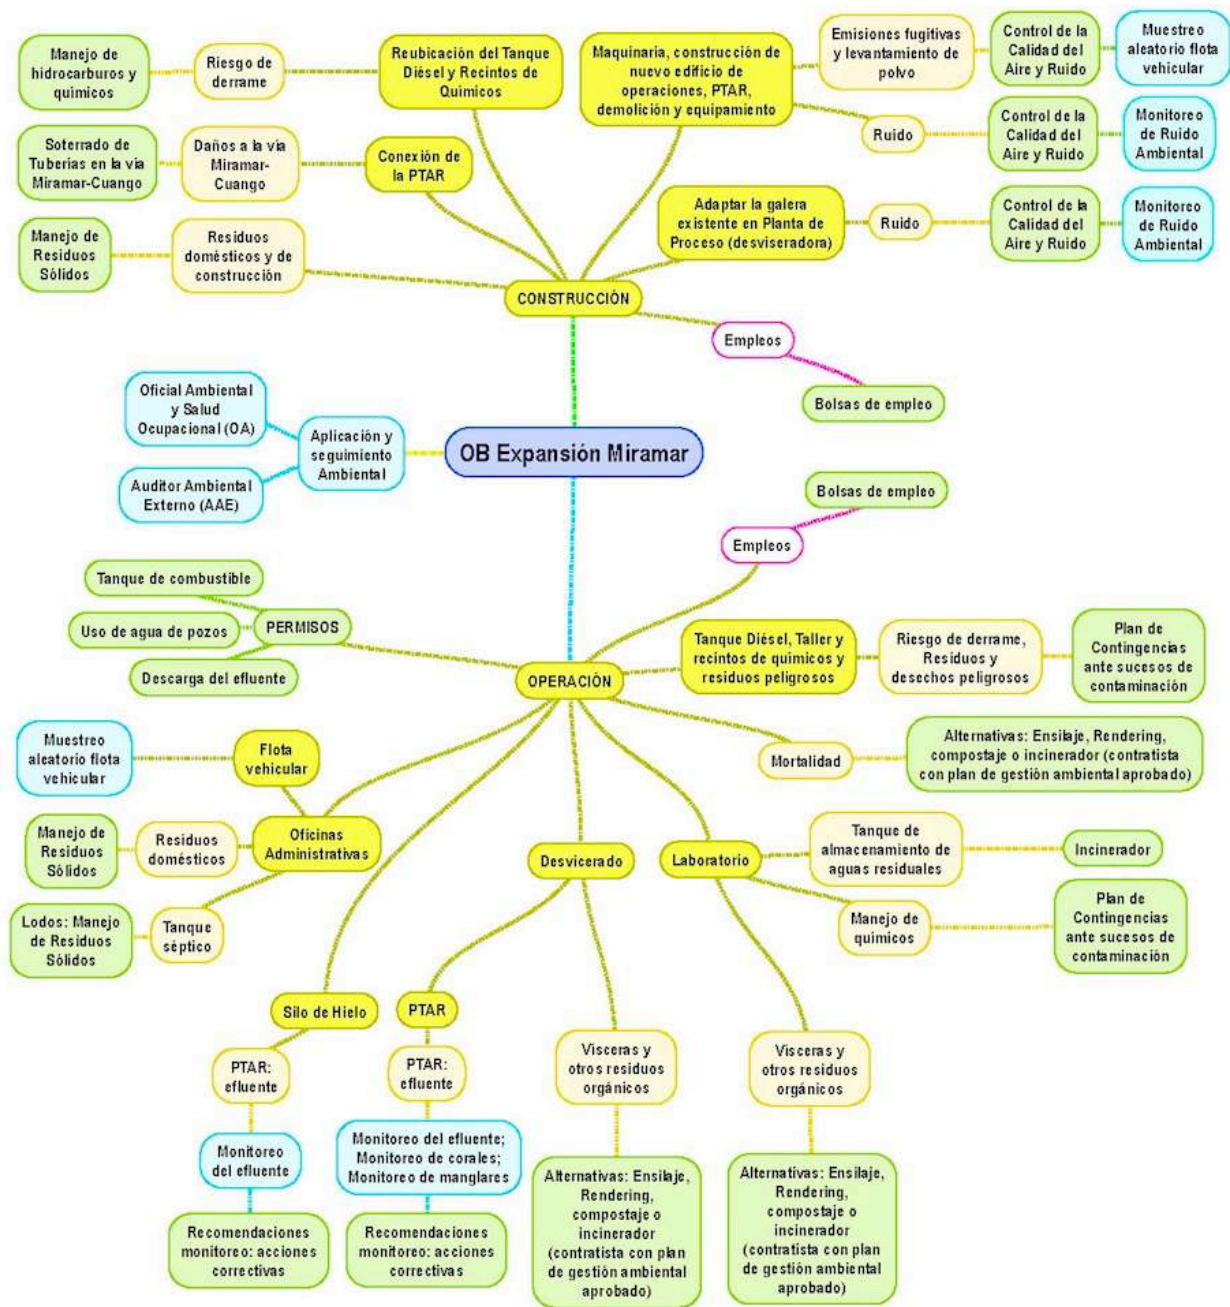 Manejo de
hidrocarburos y
químicos
Riesgo de
derrame
Reubicación del Tanque
Diésel y Recintos de
Químicos
Maquinaria, construcción de
nuevo edificio de
operaciones, PTAR,
demolición y equipamiento
Emisiones fugitivas
y levantamiento de
polvo
Control de la
Calidad del
Aire y Ruido
Muestreo
aleatorio flota
vehicular
Ruido
Control de la
Calidad del
Aire y Ruido
Monitoreo
de Ruido
Ambiental
Soterrado de
Tuberías en la vía
Miramar-Cuango
Daños a la vía
Miramar-
Cuango
Conexión de
la PTAR
Adaptar la galera
existente en Planta de
Proceso (desviseradora)
Ruido
Control de la
Calidad del
Aire y Ruido
Monitoreo
de Ruido
Ambiental
Manejo de
Residuos
Sólidos
Residuos
domésticos y de
construcción
CONSTRUCCIÓN
Empleos
Bolsas de empleo
Oficial Ambiental
y Salud
Ocupacional (OA)
Aplicación y
seguimiento
Ambiental
Auditor Ambiental
Externo (AAE)
OB Expansión Miramar
Bolsas de empleo
Empleos
Tanque de combustible
Uso de agua de pozos
PERMISOS
Descarga del efluente
OPERACIÓN
Tanque Diésel, Taller y
recintos de químicos y
residuos peligrosos
Riesgo de derrame,
Residuos y
desechos peligrosos
Plan de
Contingencias
ante sucesos de
contaminación
Mortalidad
Alternativas: Ensilaje, Rendering,
compostaje o incinerador (contratista
con plan de gestión ambiental aprobado)
Muestreo
aleatorio flota
vehicular
Flota
vehicular
Manejo de
Residuos
Sólidos
Residuos
domésticos
Oficinas
Administrativas
Lodos: Manejo
de Residuos
Sólidos
Tanque
séptico
Desvicerado
Laboratorio
Tanque de
almacenamiento de
aguas residuales
Incinerador
Manejo de
químicos
Plan de
Contingencias
ante sucesos de
contaminación
Silo de Hielo
PTAR:
efluente
Monitoreo
del efluente
Recomendaciones
monitoreo: acciones
correctivas
PTAR
PTAR:
efluente
Monitoreo del efluente;
Monitoreo de corales;
Monitoreo de manglares
Recomendaciones
monitoreo: acciones
correctivas
Vísceras y
otros residuos
orgánicos
Alternativas: Ensilaje,
Rendering,
compostaje o
incinerador
(contratista con plan
de gestión ambiental
aprobado)
Vísceras y
otros residuos
orgánicos
Alternativas: Ensilaje,
Rendering,
compostaje o
incinerador
(contratista con plan
de gestión ambiental
aprobado)